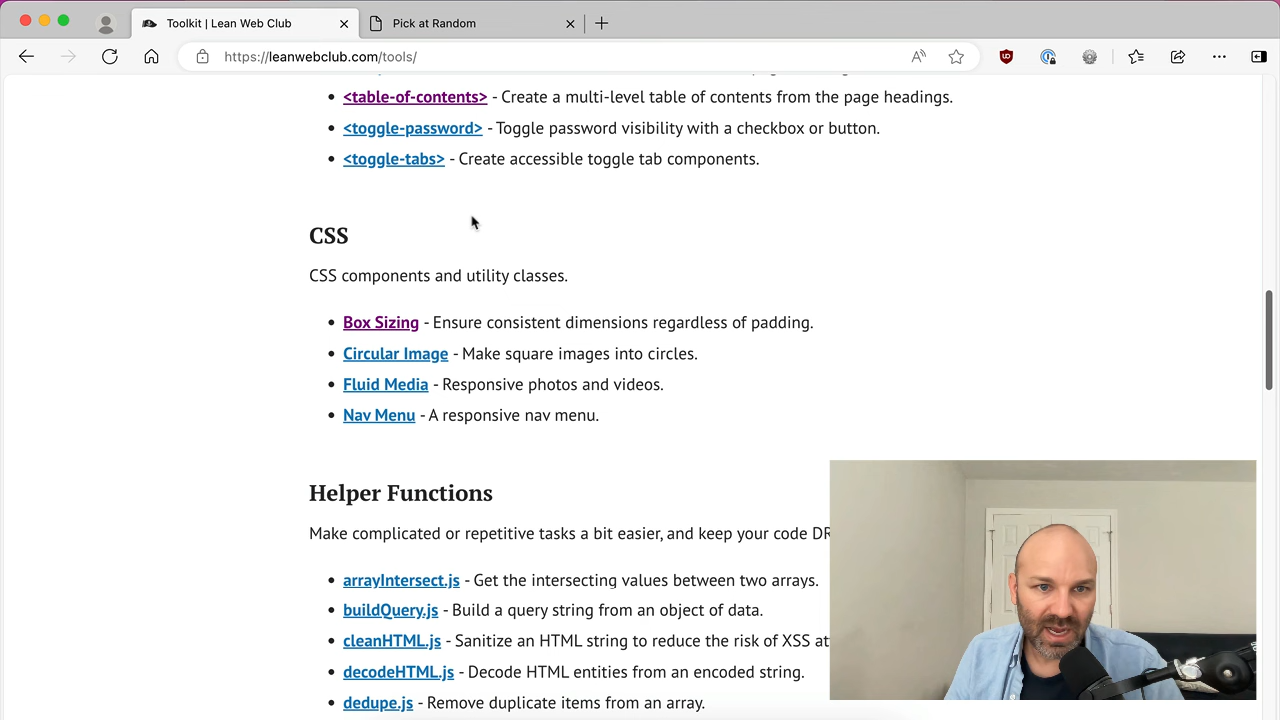 Toolkit | Lean Web Club
Pick at Random
https://leanwebclub.com/tools/
<table-of-contents> - Create a multi-level table of contents from the page headings.
<toggle-password> - Toggle password visibility with a checkbox or button.
<toggle-tabs> - Create accessible toggle tab components.
CSS
CSS components and utility classes.
Box Sizing - Ensure consistent dimensions regardless of padding.
Circular Image - Make square images into circles.
Fluid Media - Responsive photos and videos.
Nav Menu - A responsive nav menu.
Helper Functions
Make complicated or repetitive tasks a bit easier, and keep your code DR
arrayIntersect.js - Get the intersecting values between two arrays.
buildQuery.js - Build a query string from an object of data.
cleanHTML.js - Sanitize an HTML string to reduce the risk of XSS at
decodeHTML.js - Decode HTML entities from an encoded string.
dedupe.js - Remove duplicate items from an array.